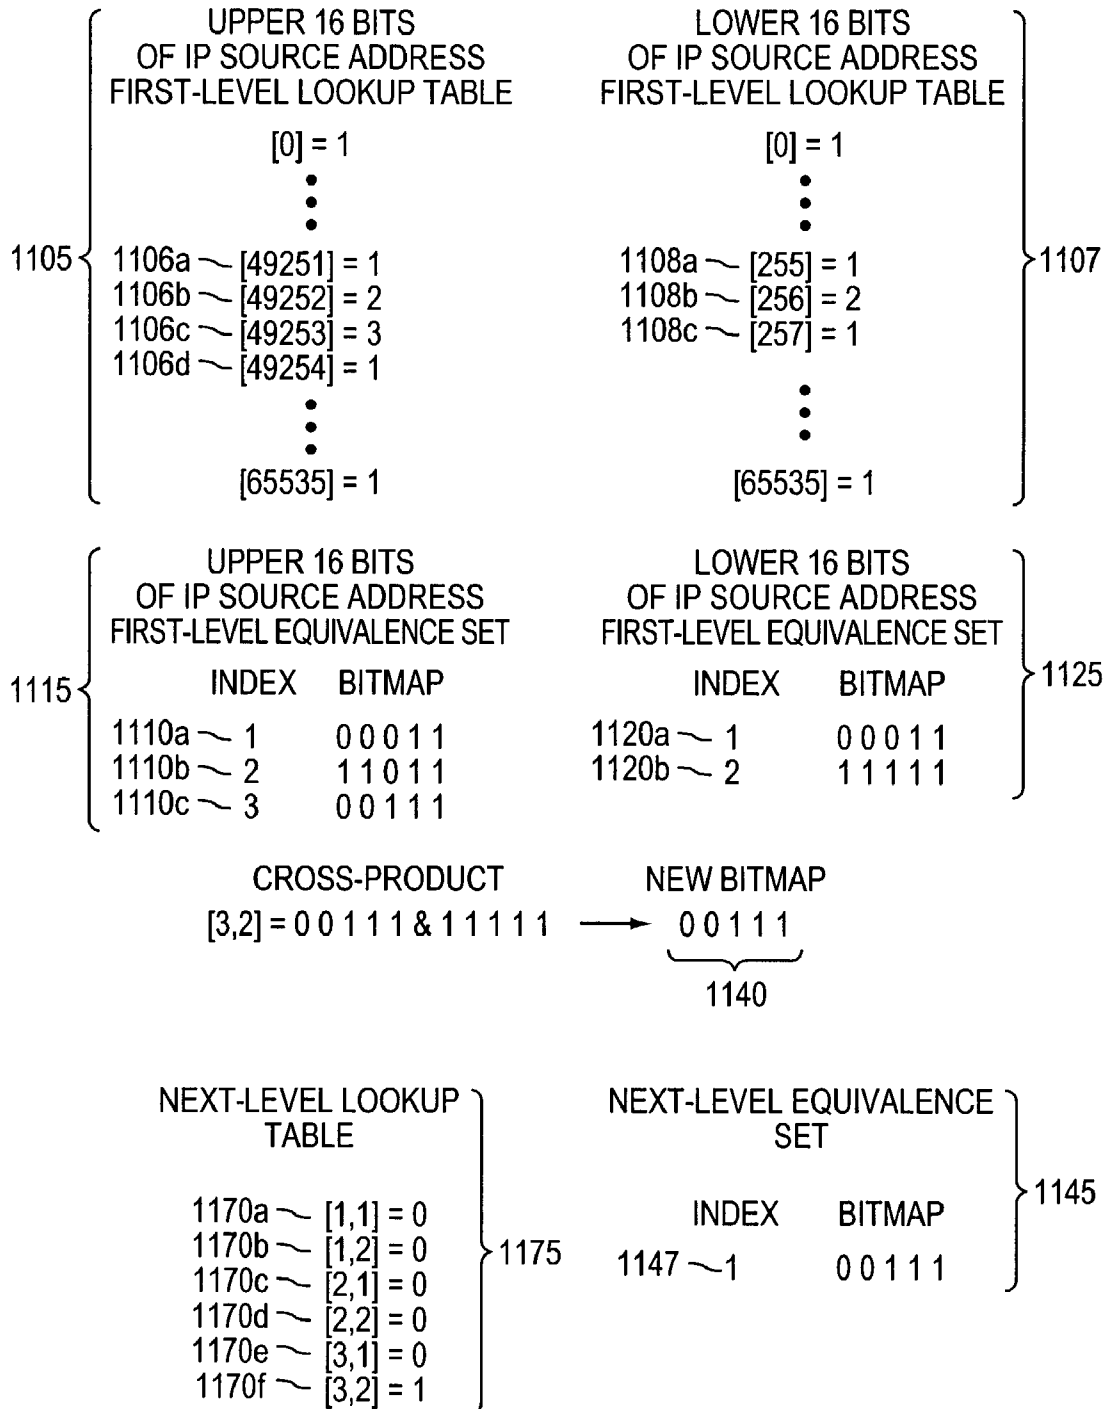 UPPER 16 BITS
OF IP SOURCE ADDRESS
FIRST-LEVEL LOOKUP TABLE
[0] = 1
1105
1106a [49251] = 1
1106b [49252] = 2
1106c [49253] = 3
1106d [49254] = 1
[65535] = 1
LOWER 16 BITS
OF IP SOURCE ADDRESS
FIRST-LEVEL LOOKUP TABLE
[0] = 1
1108a [255] = 1
1108b [256] = 2
1108c [257] = 1
1107
[65535] = 1
UPPER 16 BITS
OF IP SOURCE ADDRESS
FIRST-LEVEL EQUIVALENCE SET
1115
INDEX BITMAP
1110a 1 0 0 0 1 1
1110b 2 1 1 0 1 1
1110c 3 0 0 1 1 1
LOWER 16 BITS
OF IP SOURCE ADDRESS
FIRST-LEVEL EQUIVALENCE SET
1125
INDEX BITMAP
1120a 1 0 0 0 1 1
1120b 2 1 1 1 1 1
CROSS-PRODUCT NEW BITMAP
[3,2] = 0 0 1 1 1 & 1 1 1 1 1 → 0 0 1 1 1
1140
NEXT-LEVEL LOOKUP
TABLE
1170a [1,1] = 0
1170b [1,2] = 0
1170c [2,1] = 0
1170d [2,2] = 0
1170e [3,1] = 0
1170f [3,2] = 1
1175
NEXT-LEVEL EQUIVALENCE
SET
1145
INDEX BITMAP
1147 1 0 0 1 1 1